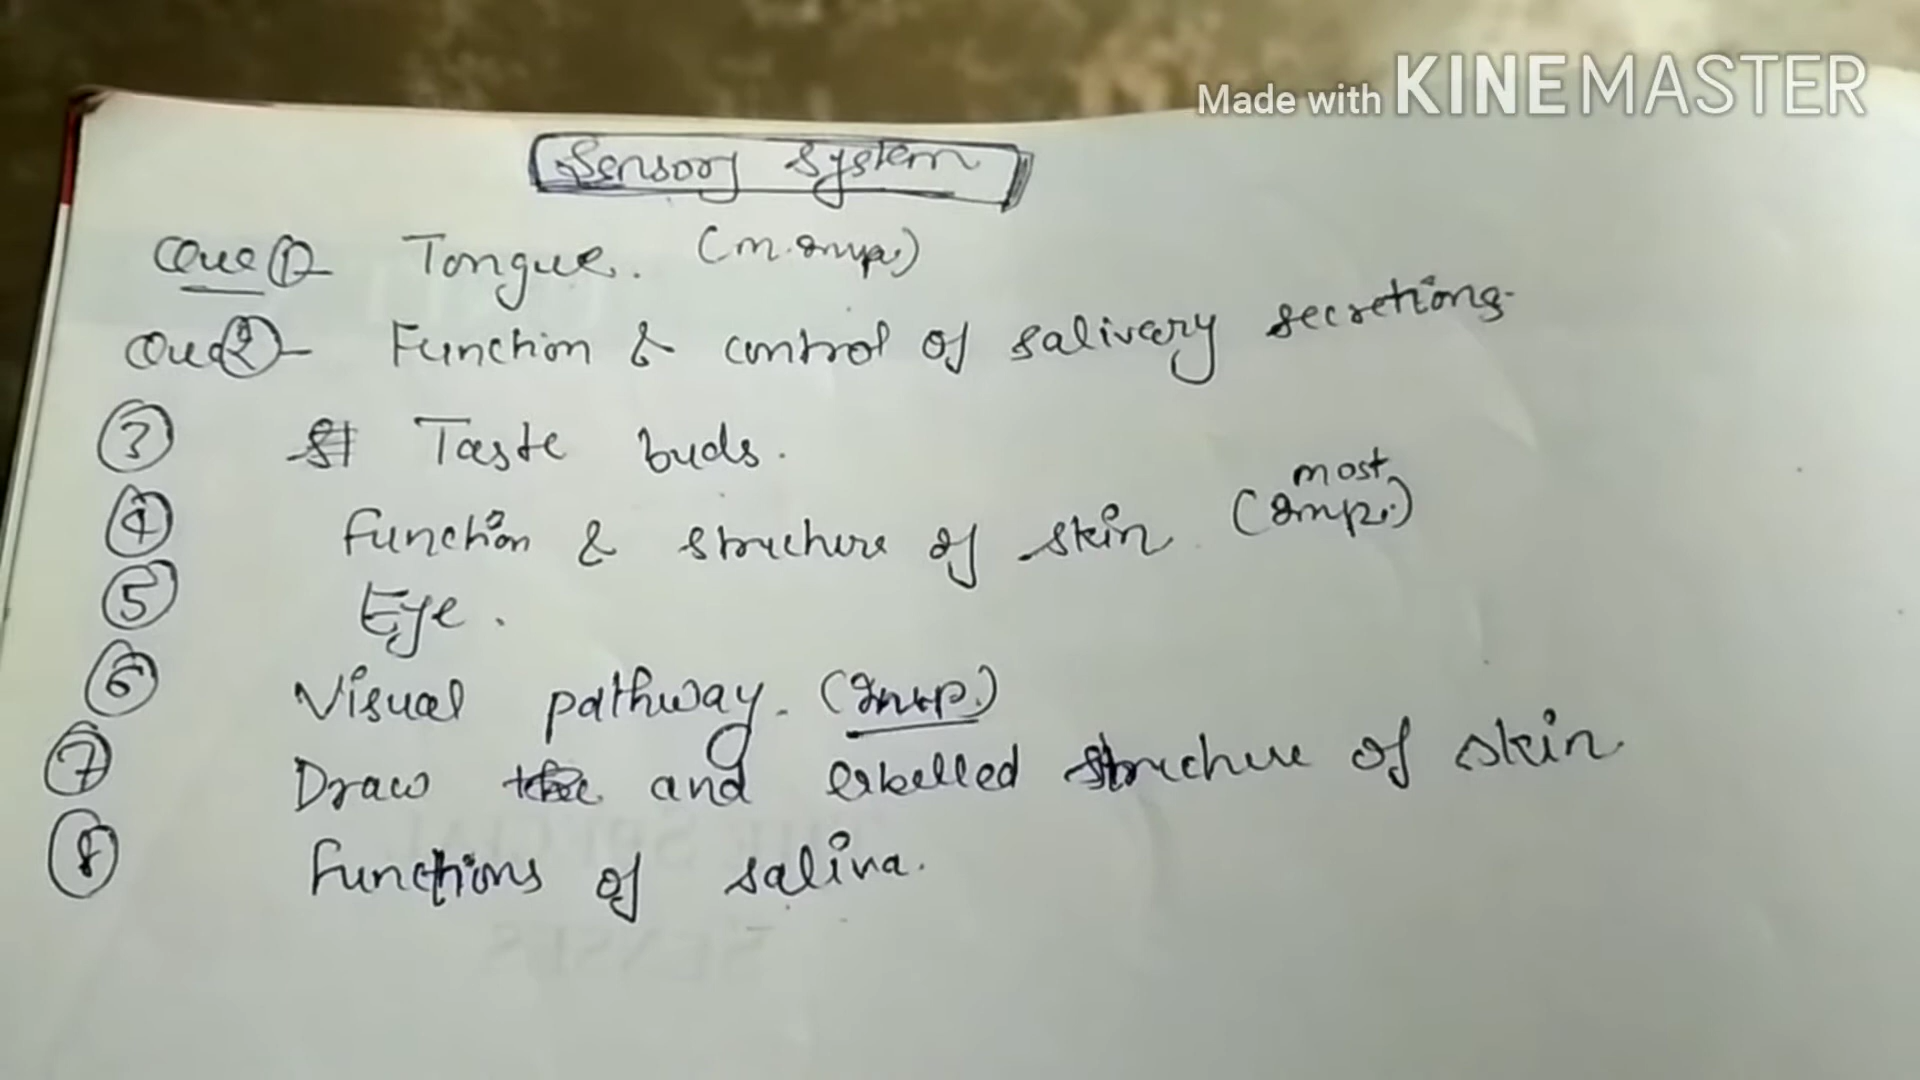 Made with KINEMASTER
Sensory System
Que ① Tongue. (m. Imp.)
Que ② - Function & control of salivary secretions.
③ Taste buds.
④ Function & structure of skin. (most Imp.)
⑤ Eye.
⑥ Visual pathway. (Imp.)
⑦ Draw and labelled structure of skin.
⑧ Functions of saliva.